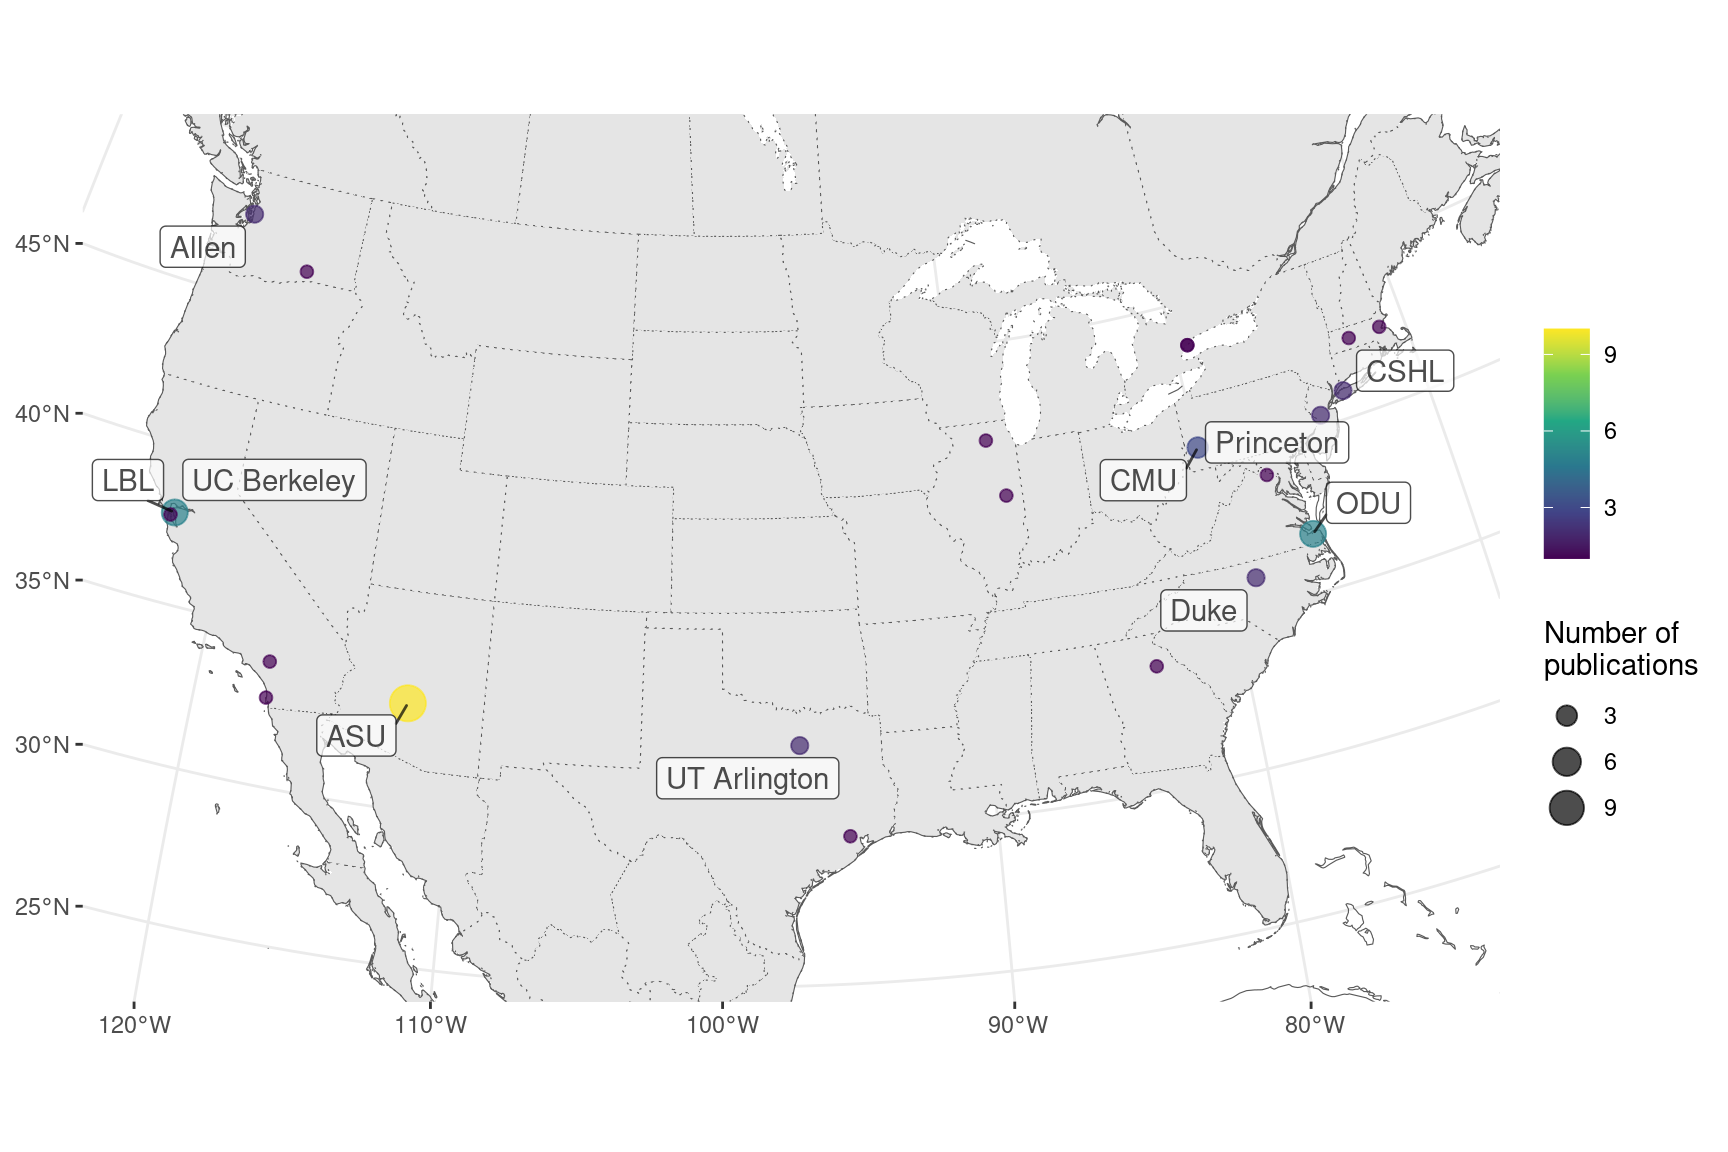 45°N
40°N
35°N
30°N
25°N
120°W
110°W
100°W
90°W
80°W
Allen
LBL
UC Berkeley
ASU
UT Arlington
CMU
Princeton
CSHL
ODU
Duke
9
6
3
Number of
publications
3
6
9